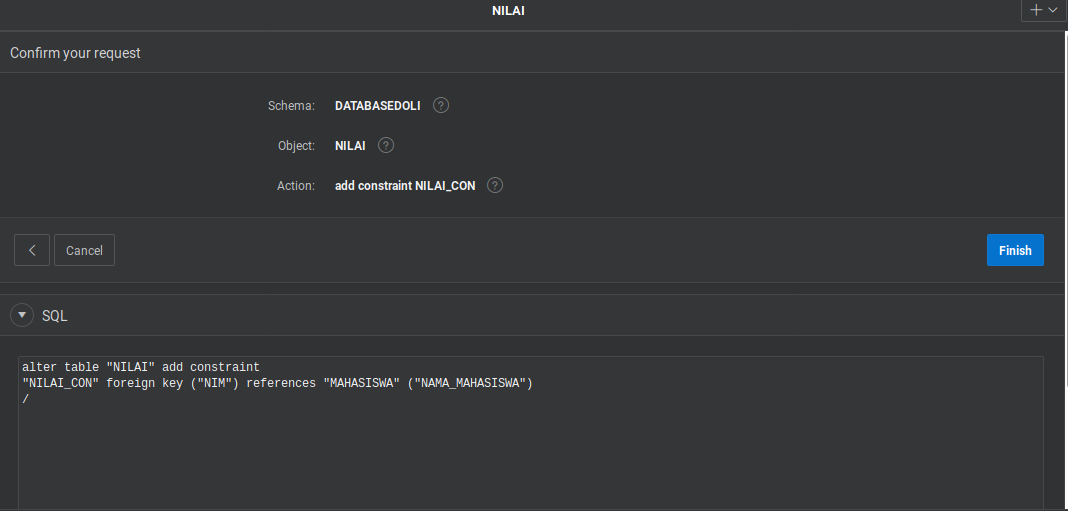 NILAI
Confirm your request
Schema: DATABASEDOLI ?
Object: NILAI ?
Action: add constraint NILAI_CON ?
Cancel Finish
SQL
alter table "NILAI" add constraint
"NILAI_CON" foreign key ("NIM") references "MAHASISWA" ("NAMA_MAHASISWA")
/